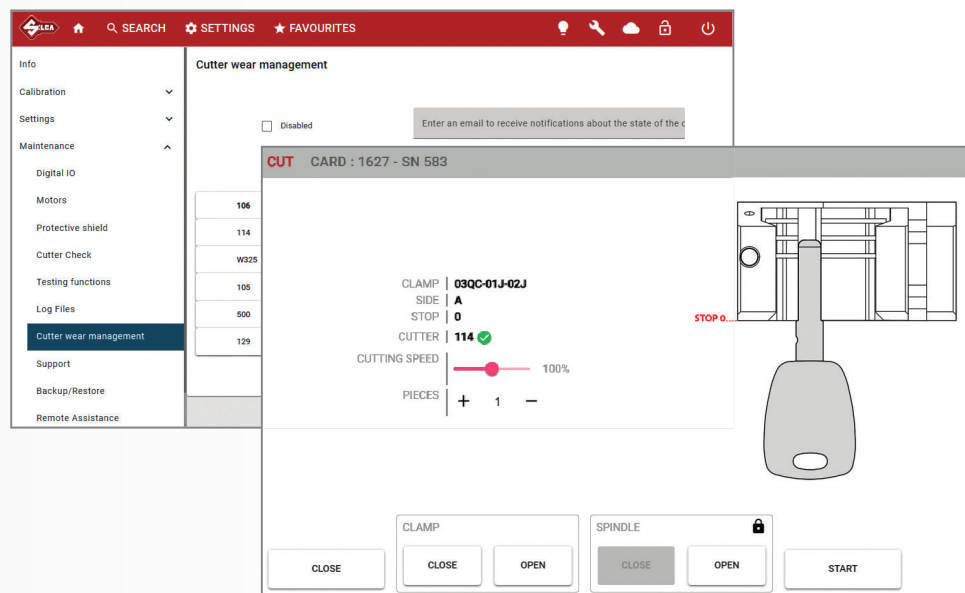 SILCA
SEARCH
SETTINGS
FAVOURITES
Info
Calibration
Settings
Maintenance
Digital IO
Motors
Protective shield
Cutter Check
Testing functions
Log Files
Cutter wear management
Support
Backup/Restore
Remote Assistance
Cutter wear management
Disabled
Enter an email to receive notifications about the state of the c
106
114
W325
105
500
129
CUT CARD : 1627 - SN 583
CLAMP 03QC-01J-02J
SIDE A
STOP 0
CUTTER 114
CUTTING SPEED 100%
PIECES + 1 −
STOP 0
CLOSE
CLAMP
CLOSE OPEN
SPINDLE
CLOSE OPEN
START